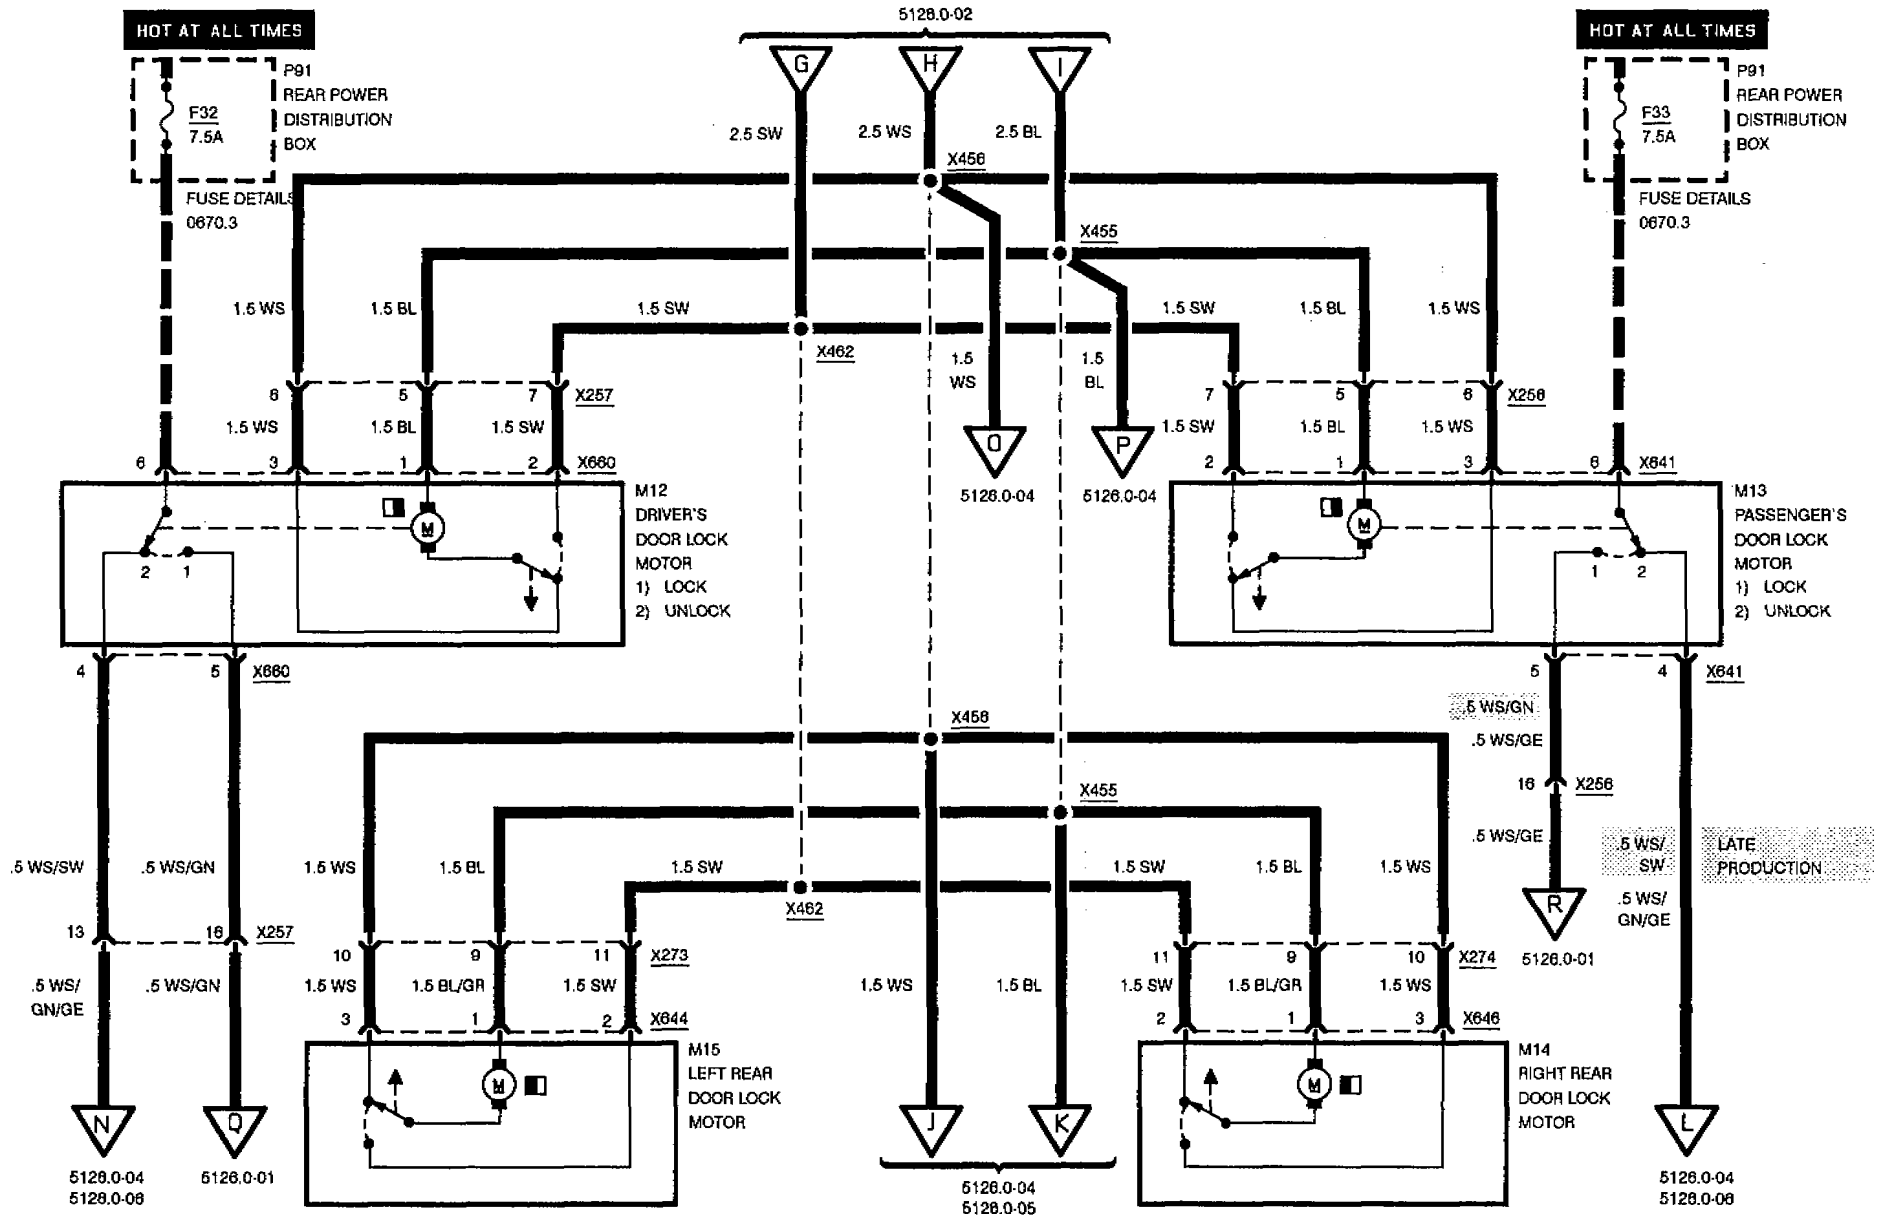 5126.0-02
HOT AT ALL TIMES
HOT AT ALL TIMES
G
H
I
P91
REAR POWER
DISTRIBUTION
BOX
F32
7.5A
P91
REAR POWER
DISTRIBUTION
BOX
F33
7.5A
2.5 SW
2.5 WS
2.5 BL
X456
FUSE DETAILS
0670.3
FUSE DETAILS
0670.3
X455
1.5 WS
1.5 BL
1.5 SW
1.5 SW
1.5 BL
1.5 WS
X462
1.5
WS
1.5
BL
6
5
7
X257
7
5
6
X256
1.5 WS
1.5 BL
1.5 SW
1.5 SW
1.5 BL
1.5 WS
O
P
6
3
1
2
X660
2
1
3
6
X641
5126.0-04
5126.0-04
M12
DRIVER'S
DOOR LOCK
MOTOR
1) LOCK
2) UNLOCK
M
2
1
M13
PASSENGER'S
DOOR LOCK
MOTOR
1) LOCK
2) UNLOCK
M
1
2
4
5
X660
5
4
X641
.5 WS/GN
.5 WS/GE
X456
16
X256
X455
.5 WS/GE
.5 WS/
SW
LATE
PRODUCTION
.5 WS/
GN/GE
.5 WS/SW
.5 WS/GN
1.5 WS
1.5 BL
1.5 SW
1.5 SW
1.5 BL
1.5 WS
X462
R
5126.0-01
13
16
X257
10
9
11
X273
11
9
10
X274
.5 WS/
GN/GE
.5 WS/GN
1.5 WS
1.5 BL/GR
1.5 SW
1.5 WS
1.5 BL
1.5 SW
1.5 BL/GR
1.5 WS
3
1
2
X644
2
1
3
X646
M15
LEFT REAR
DOOR LOCK
MOTOR
M
M14
RIGHT REAR
DOOR LOCK
MOTOR
M
N
Q
J
K
L
5126.0-04
5126.0-06
5126.0-01
5126.0-04
5126.0-05
5126.0-04
5126.0-06